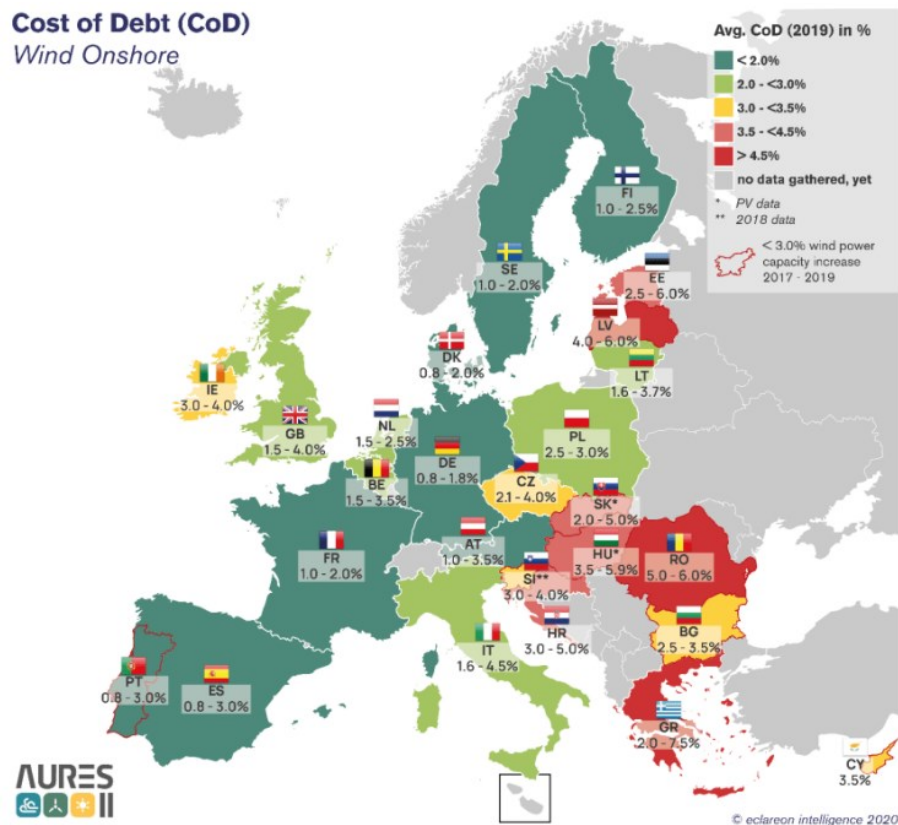 Cost of Debt (CoD)
Wind Onshore
Avg. CoD (2019) in %
< 2.0%
2.0 - <3.0%
3.0 - <3.5%
3.5 - <4.5%
> 4.5%
no data gathered, yet
* PV data
** 2018 data
< 3.0% wind power
capacity increase
2017 - 2019
FI
1.0 - 2.5%
SE
1.0 - 2.0%
EE
2.5 - 6.0%
LV
4.0 - 6.0%
DK
0.8 - 2.0%
LT
1.6 - 3.7%
IE
3.0 - 4.0%
GB
1.5 - 4.0%
NL
1.5 - 2.5%
PL
2.5 - 3.0%
DE
0.8 - 1.8%
BE
1.5 - 3.5%
CZ
2.1 - 4.0%
SK*
2.0 - 5.0%
FR
1.0 - 2.0%
AT
1.0 - 3.5%
HU*
3.5 - 5.9%
RO
5.0 - 6.0%
SI**
3.0 - 4.0%
HR
3.0 - 5.0%
BG
2.5 - 3.5%
IT
1.6 - 4.5%
PT
0.8 - 3.0%
ES
0.8 - 3.0%
GR
2.0 - 7.5%
CY
3.5%
AURES
II
© eclareon intelligence 2020